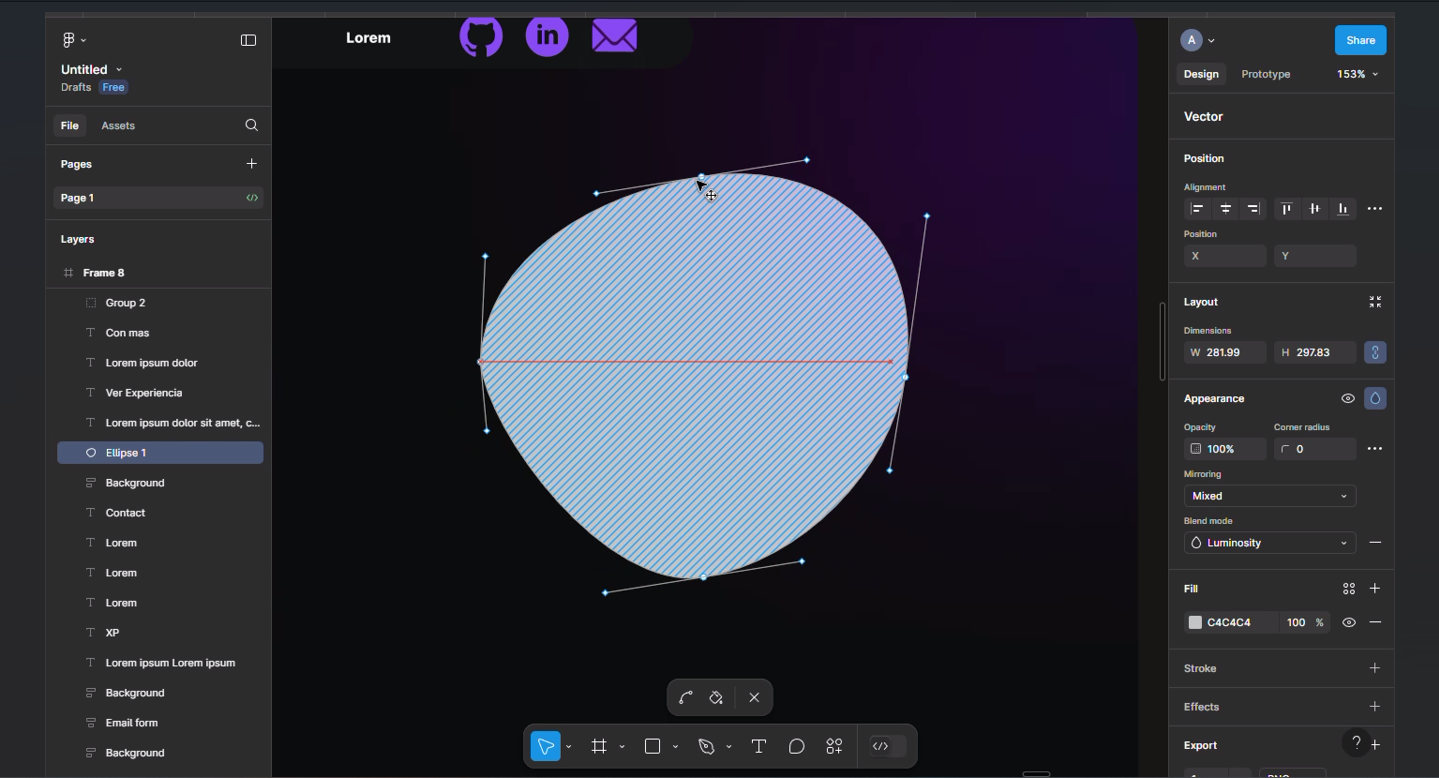 Lorem
in
Untitled
Drafts Free
File Assets
Pages
Page 1
Layers
Frame 8
Group 2
Con mas
Lorem ipsum dolor
Ver Experiencia
Lorem ipsum dolor sit amet, c...
Ellipse 1
Background
Contact
Lorem
Lorem
Lorem
XP
Lorem ipsum Lorem ipsum
Background
Email form
Background
A
Share
Design Prototype 153%
Vector
Position
Alignment
Position
X Y
Layout
Dimensions
W 281.99 H 297.83
Appearance
Opacity Corner radius
100% 0
Mirroring
Mixed
Blend mode
Luminosity
Fill
C4C4C4 100 %
Stroke
Effects
Export
?